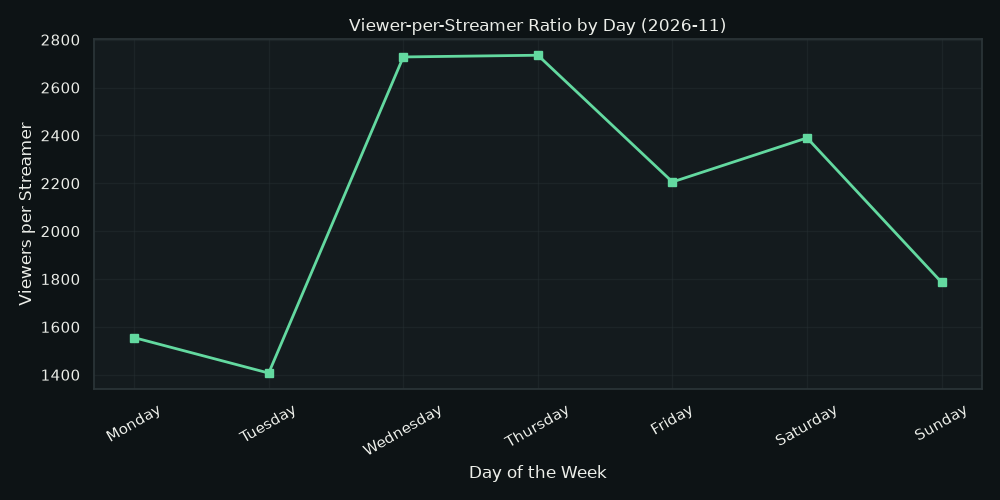 Viewer-per-Streamer Ratio by Day (2026-11)
Viewers per Streamer
2800
2600
2400
2200
2000
1800
1600
1400
Monday
Tuesday
Wednesday
Thursday
Friday
Saturday
Sunday
Day of the Week